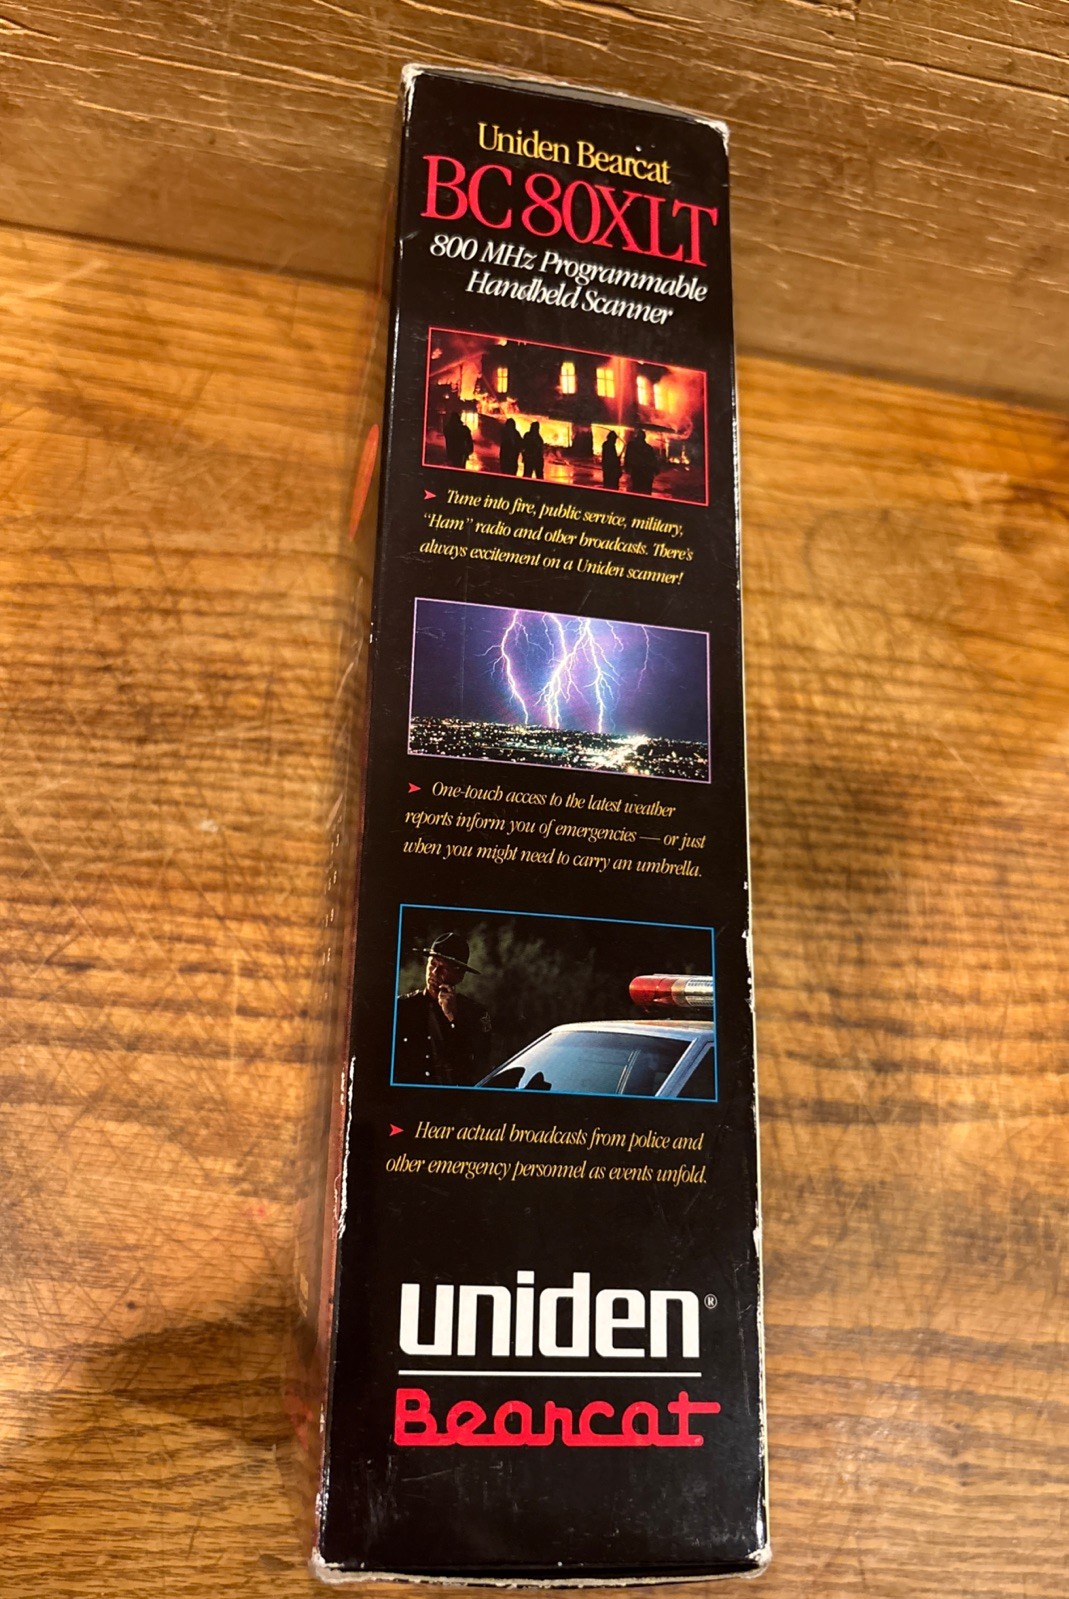 Uniden Bearcat
BC 80XLT
800 MHz Programmable
Handheld Scanner
➤ Tune into fire, public service, military,
"Ham" radio and other broadcasts. There's
always excitement on a Uniden scanner!
➤ One-touch access to the latest weather
reports inform you of emergencies — or just
when you might need to carry an umbrella.
➤ Hear actual broadcasts from police and
other emergency personnel as events unfold.
uniden®
Bearcat